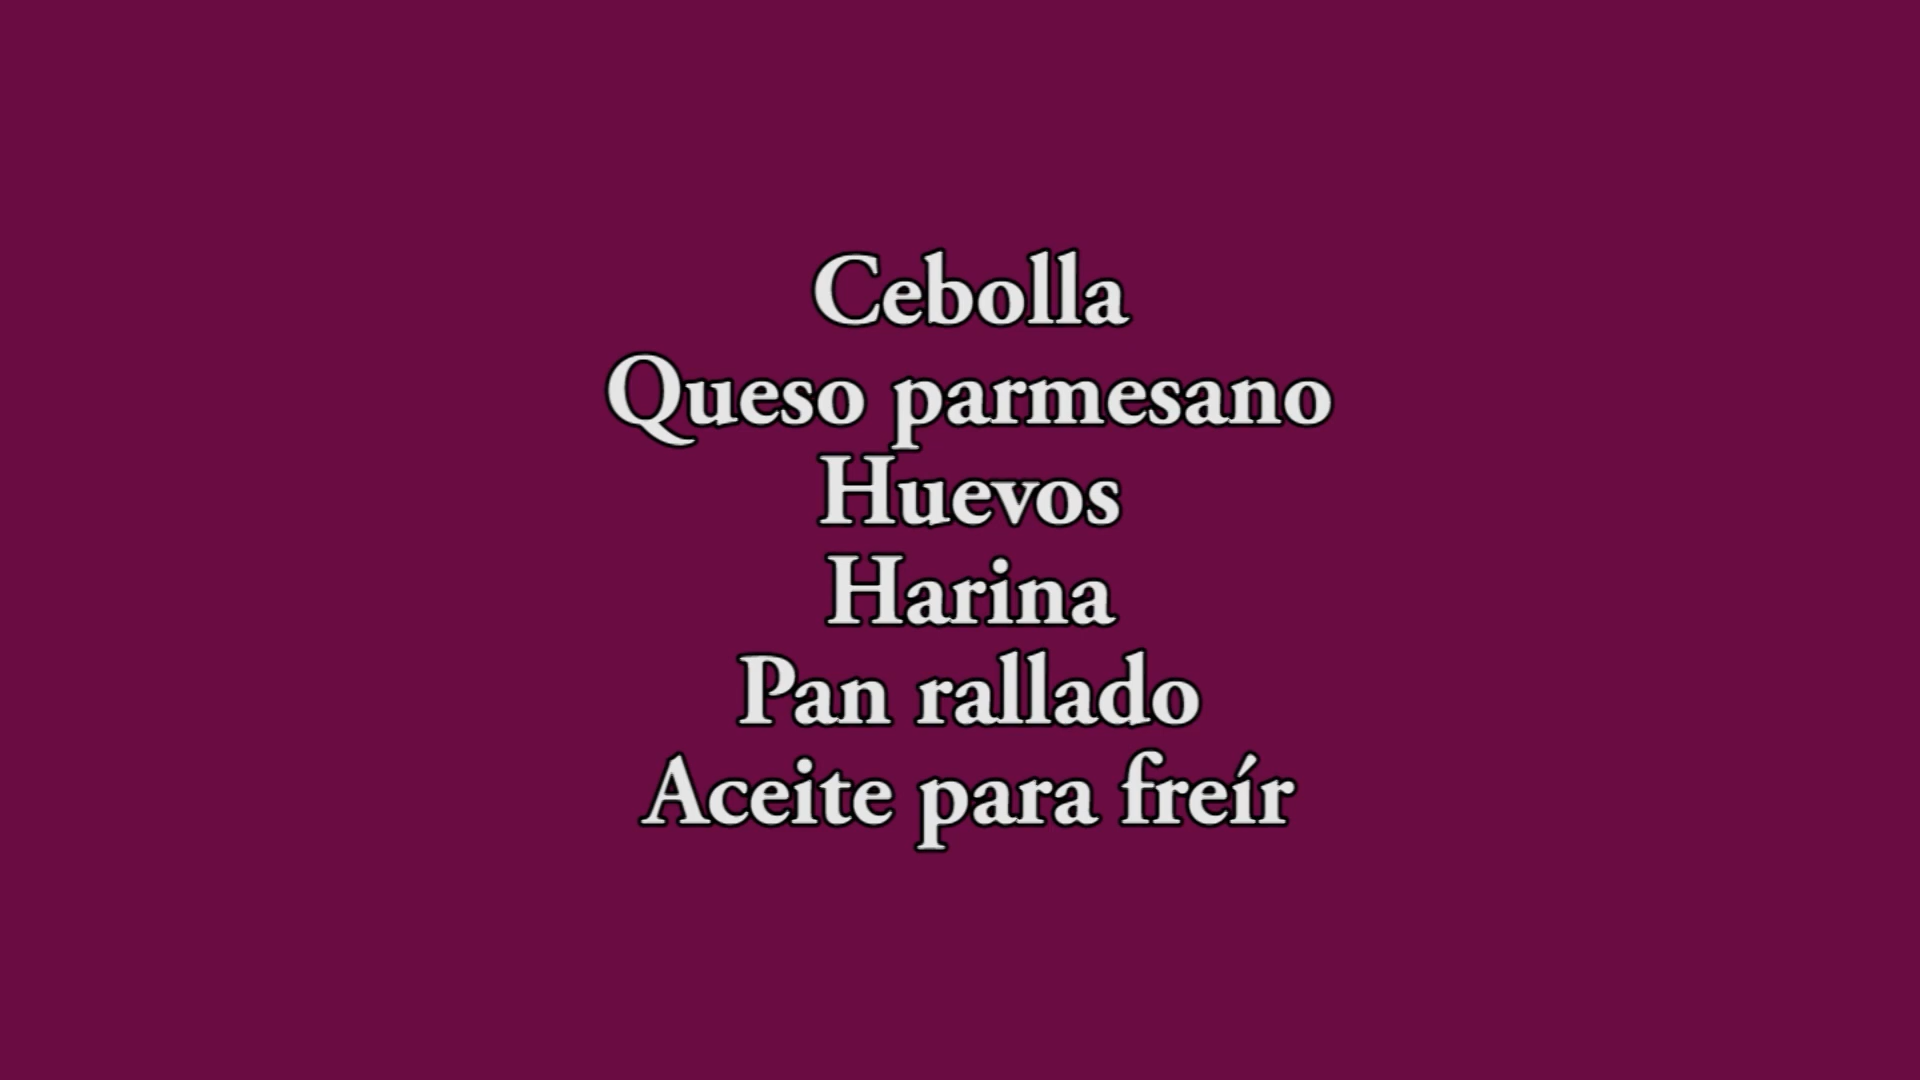 Cebolla
Queso parmesano
Huevos
Harina
Pan rallado
Aceite para freír